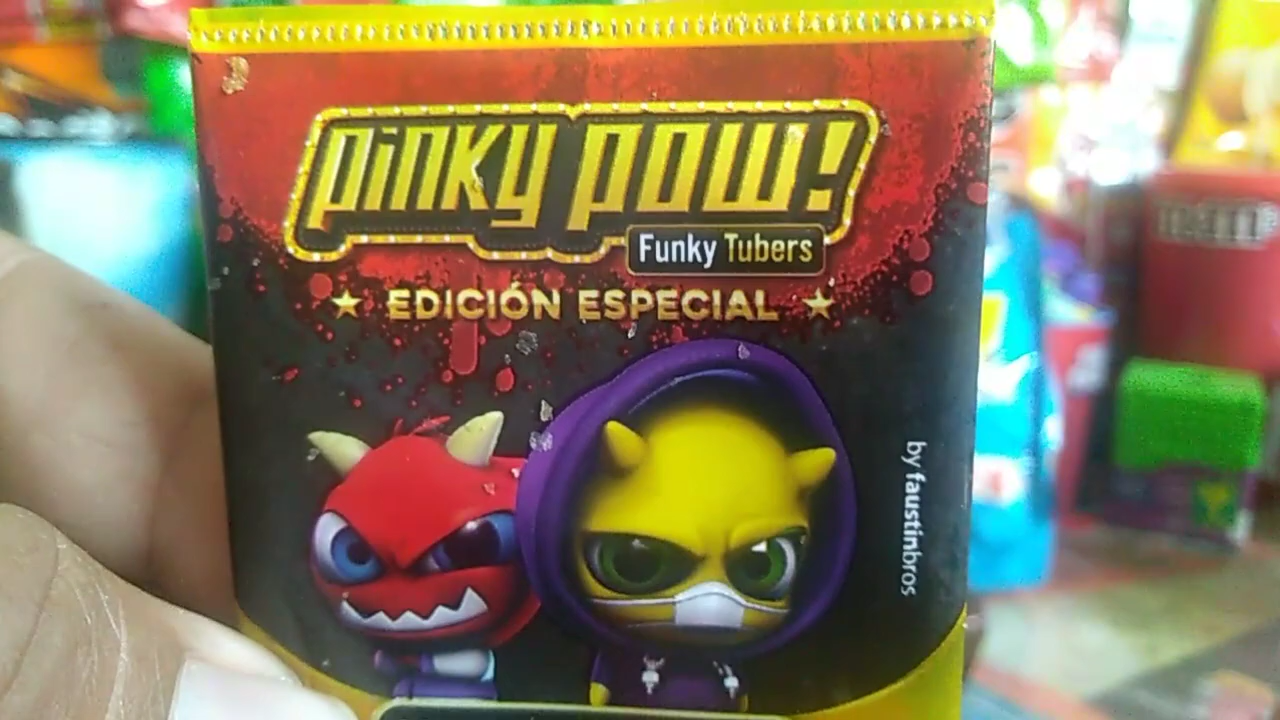 pinky pow!
Funky Tubers
★ EDICIÓN ESPECIAL ★
by faustinbros